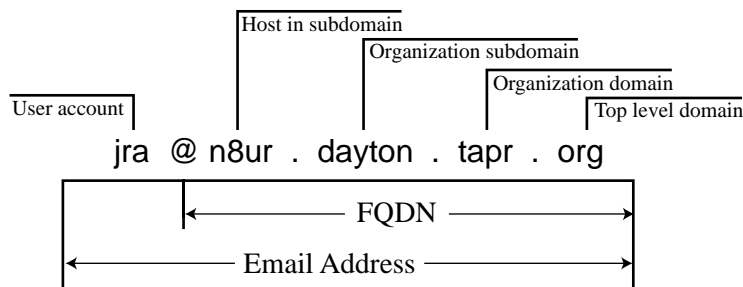 Host in subdomain
Organization subdomain
Organization domain
User account
Top level domain
jra @ n8ur . dayton . tapr . org
FQDN
Email Address